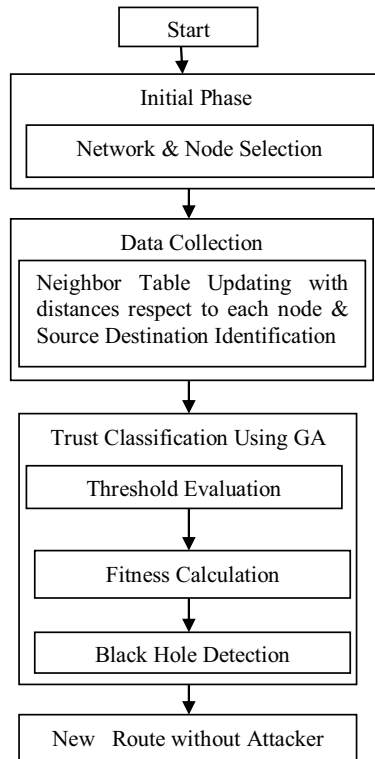 Start
Initial Phase
Network & Node Selection
Data Collection
Neighbor Table Updating with
distances respect to each node &
Source Destination Identification
Trust Classification Using GA
Threshold Evaluation
Fitness Calculation
Black Hole Detection
New Route without Attacker